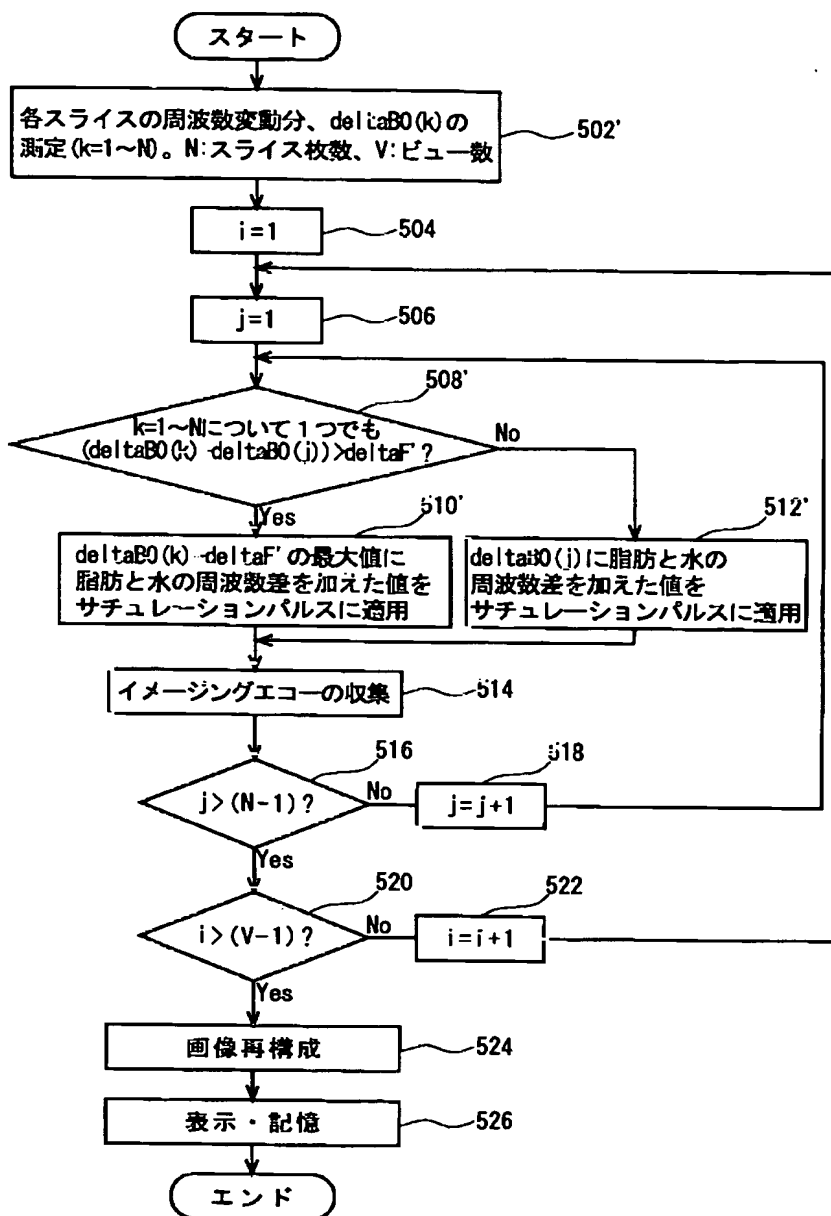 スタート
各スライスの周波数変動分、deltaB0(k)の
測定(k=1~N)。N:スライス枚数、V:ビュー数
502'
i=1
504
j=1
506
k=1~Nについて1つでも
(deltaB0(k)-deltaB0(j))>deltaF'?
508'
No
Yes
510'
deltaB0(k)-deltaF'の最大値に
脂肪と水の周波数差を加えた値を
サチュレーションパルスに適用
512'
deltaB0(j)に脂肪と水の
周波数差を加えた値を
サチュレーションパルスに適用
イメージングエコーの収集
514
j>(N-1)?
516
No
j=j+1
518
Yes
i>(V-1)?
520
No
i=i+1
522
Yes
画像再構成
524
表示・記憶
526
エンド